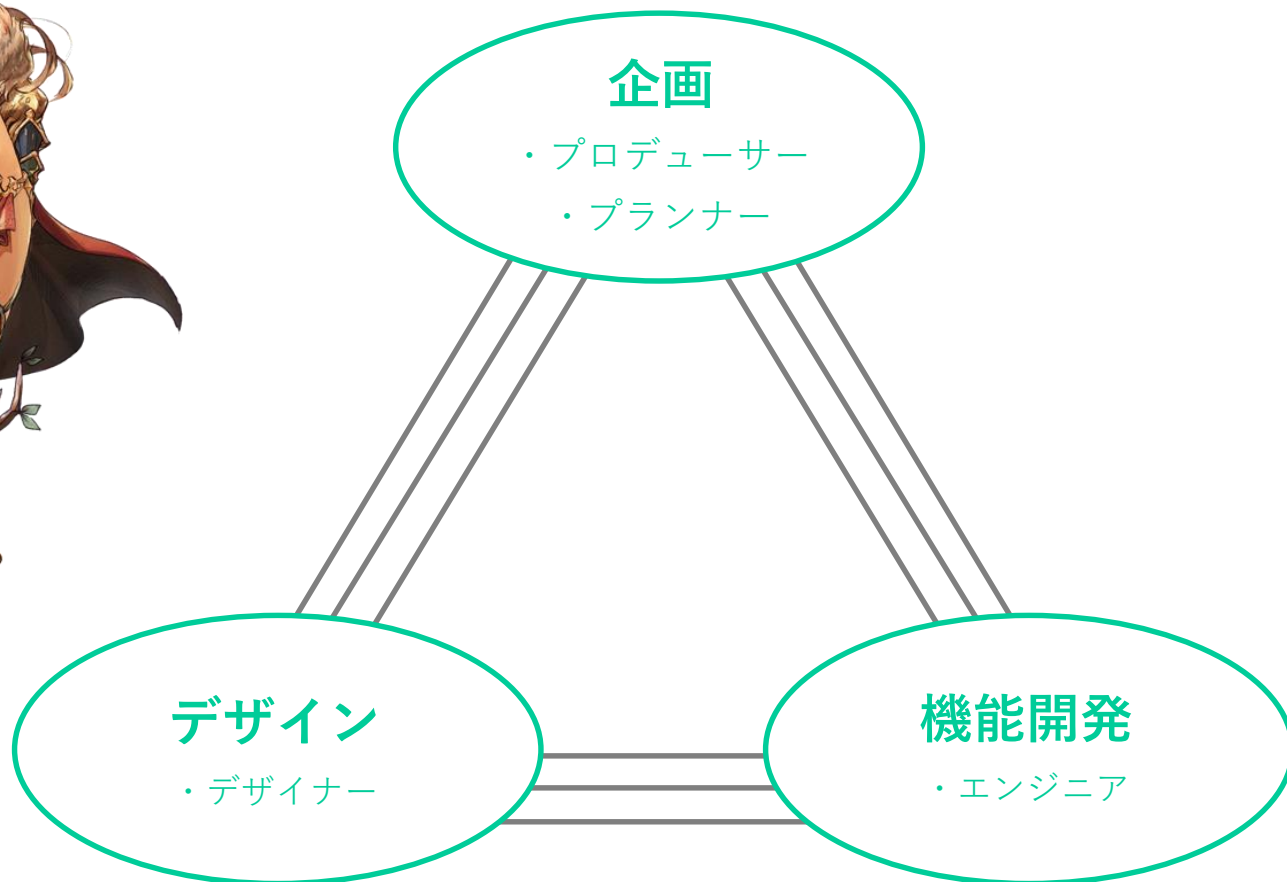 企画
・プロデューサー
・プランナー
デザイン
・デザイナー
機能開発
・エンジニア